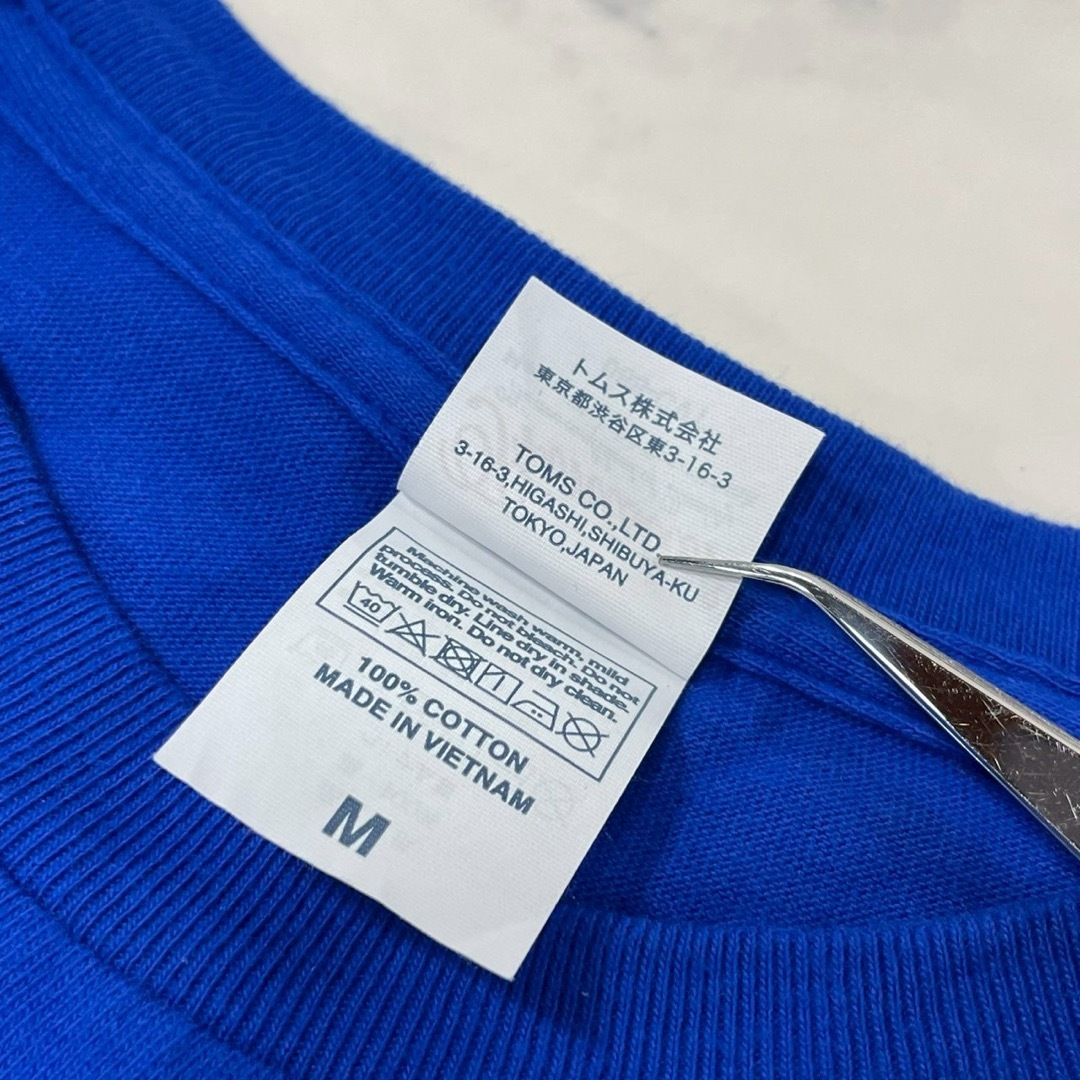 トムス株式会社
東京都渋谷区東3-16-3
TOMS CO.,LTD.
3-16-3,HIGASHI,SHIBUYA-KU
TOKYO,JAPAN
Machine wash warm, mild
process. Do not bleach. Do not
tumble dry. Line dry in shade.
Warm iron. Do not dry clean.
40
100% COTTON
MADE IN VIETNAM
M